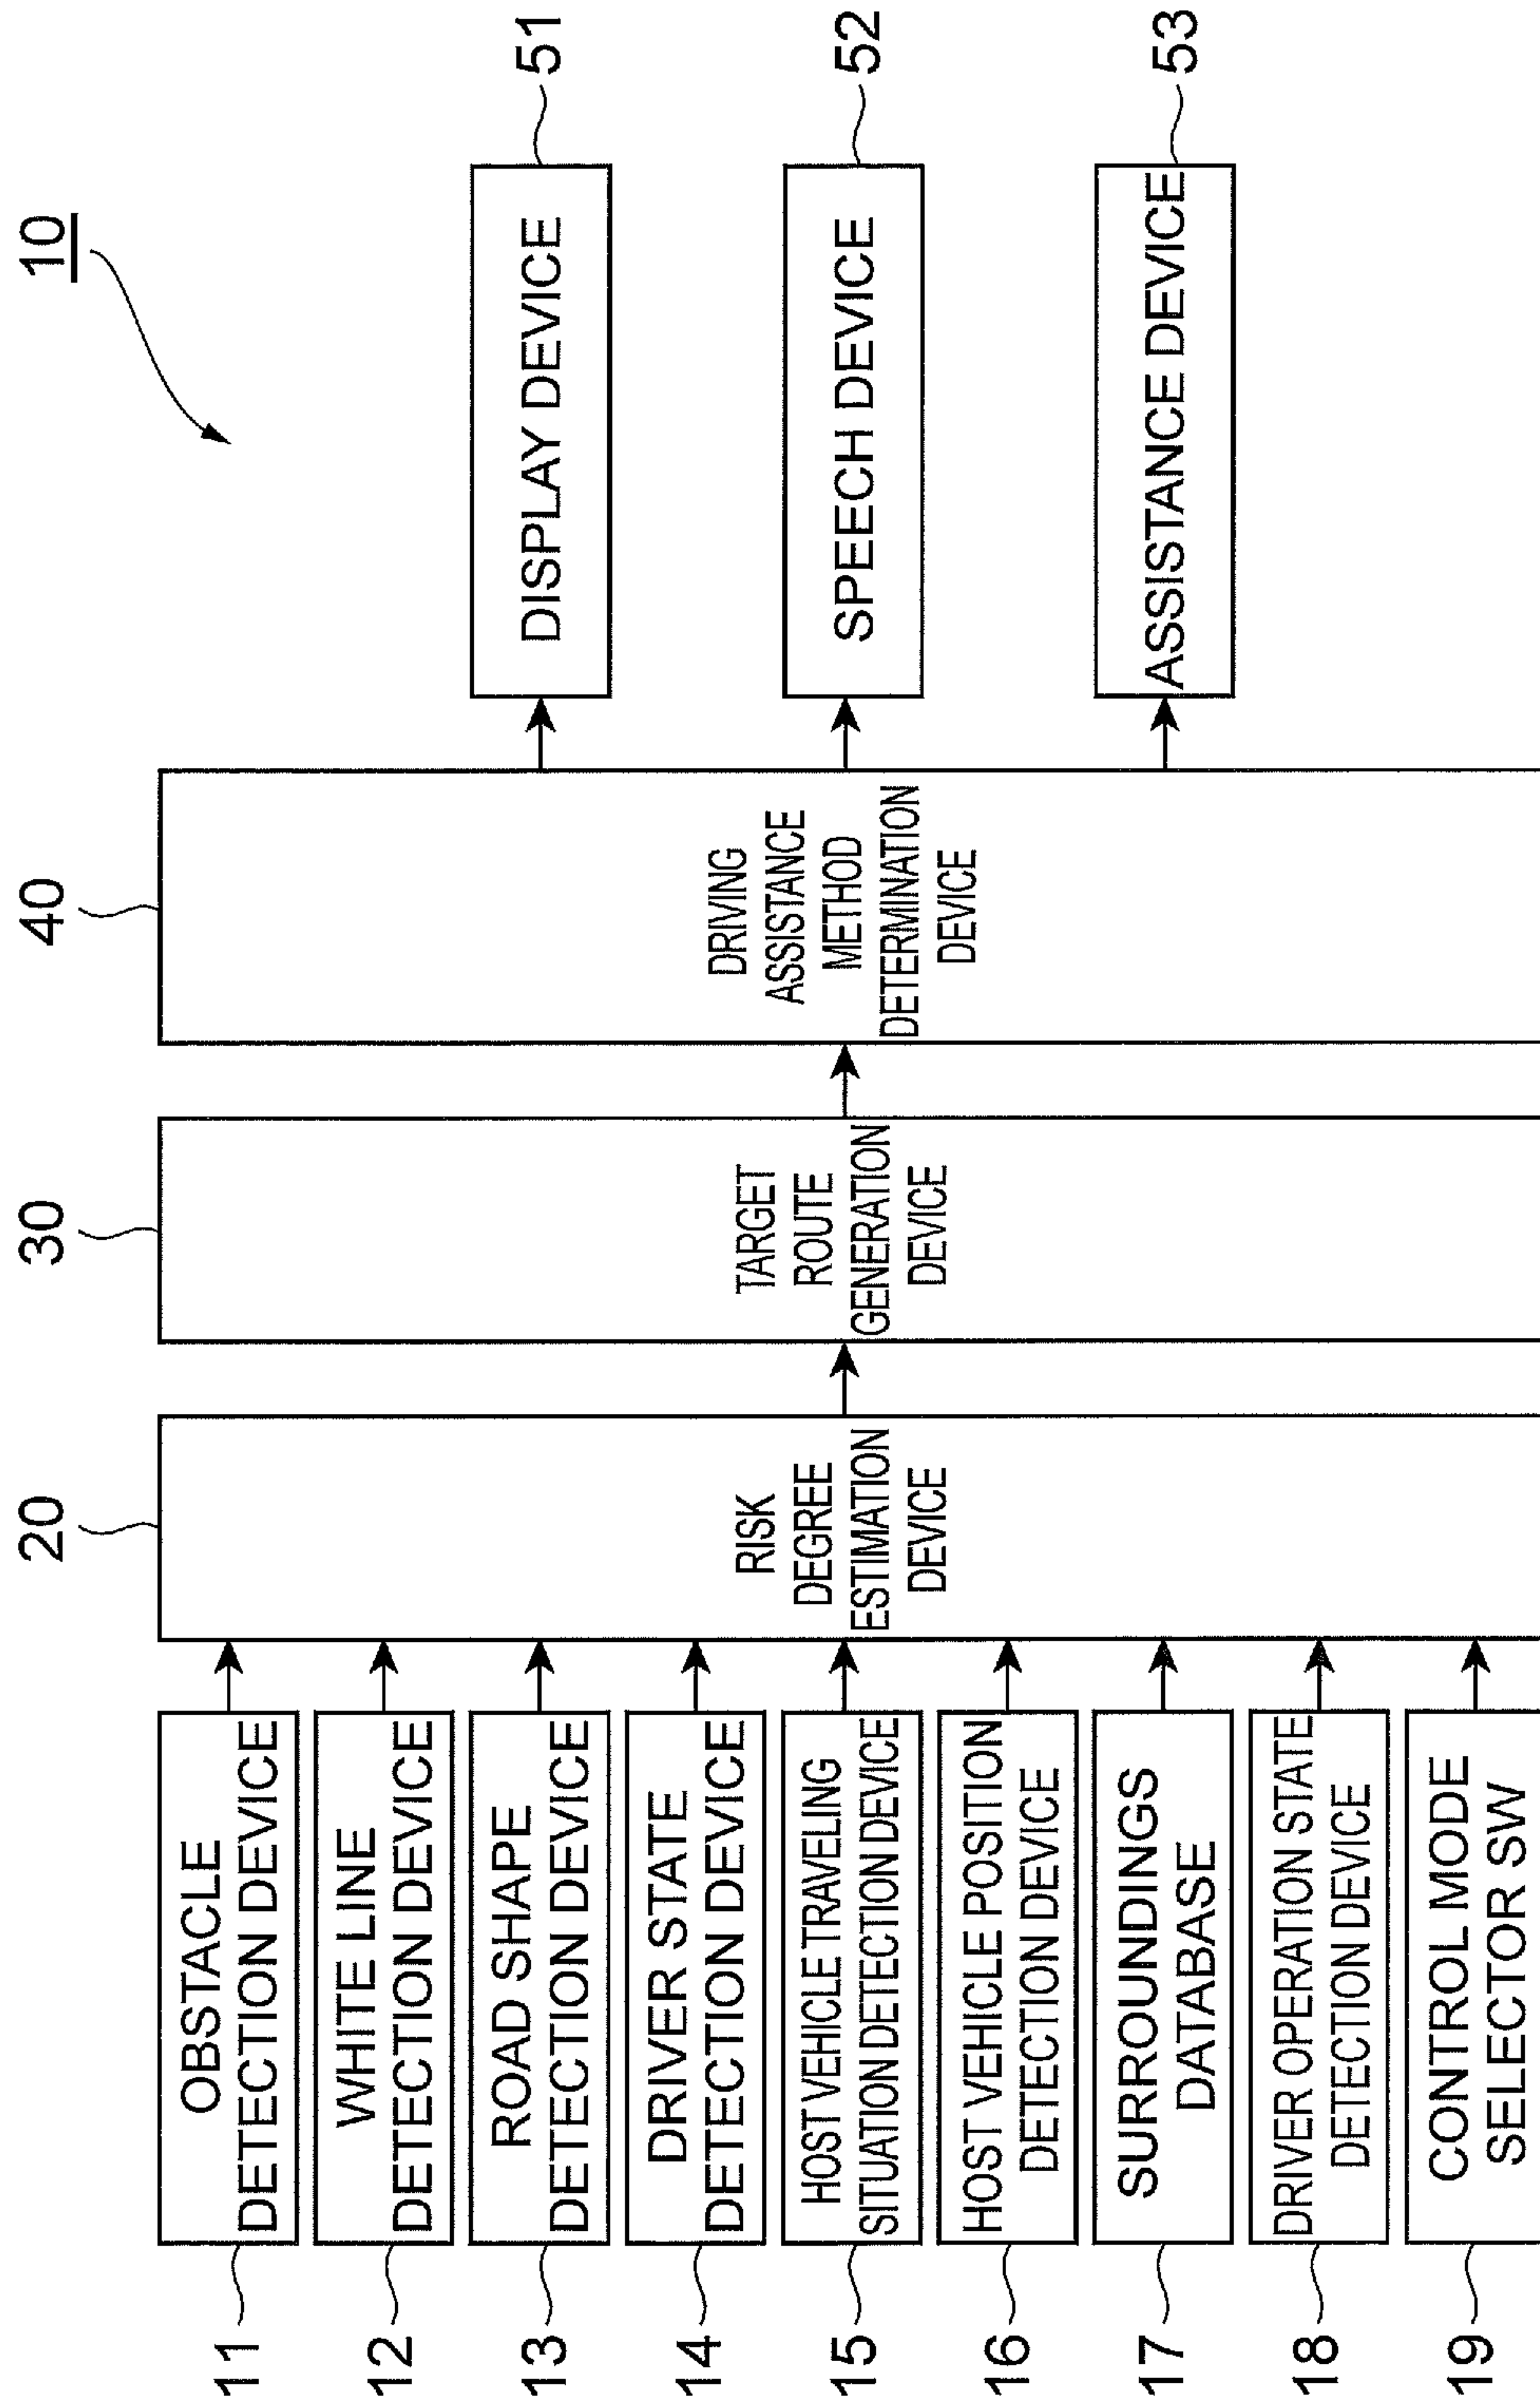 10
11
OBSTACLE
DETECTION DEVICE
12
WHITE LINE
DETECTION DEVICE
13
ROAD SHAPE
DETECTION DEVICE
14
DRIVER STATE
DETECTION DEVICE
15
HOST VEHICLE TRAVELING
SITUATION DETECTION DEVICE
16
HOST VEHICLE POSITION
DETECTION DEVICE
17
SURROUNDINGS
DATABASE
18
DRIVER OPERATION STATE
DETECTION DEVICE
19
CONTROL MODE
SELECTOR SW
20
RISK
DEGREE
ESTIMATION
DEVICE
30
TARGET
ROUTE
GENERATION
DEVICE
40
DRIVING
ASSISTANCE
METHOD
DETERMINATION
DEVICE
DISPLAY DEVICE
51
SPEECH DEVICE
52
ASSISTANCE DEVICE
53